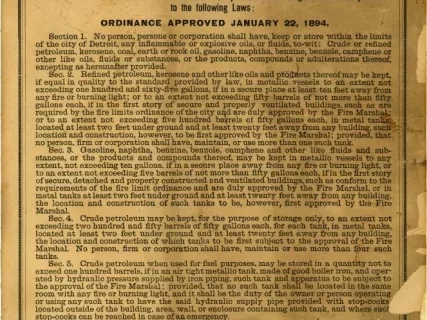 to the following Laws:
ORDINANCE APPROVED JANUARY 22, 1894.
Section 1. No person, persons or corporation shall have, keep or store within the limits
of the city of Detroit, any inflammable or explosive oils, or fluids, to-wit: Crude or refined
petroleum, kerosene, coal, earth or rock oil, gasoline, naphtha, benzine, benzole, camphene or
other like oils, fluids or substances, or the products, compounds or adulterations thereof,
excepting as hereinafter provided.
Sec. 2. Refined petroleum, kerosene and other like oils and products thereof may be kept,
if equal in quality to the standard provided by law, in metallic vessels to an extent not
exceeding one hundred and sixty-five gallons, if in a secure place at least ten feet away from
any fire or burning light; or to an extent not exceeding fifty barrels of not more than fifty
gallons each, if in the first story of secure and properly ventilated buildings, such as are
required by the fire limits ordinance of the city and are duly approved by the Fire Marshal;
or to an extent not exceeding five hundred barrels of fifty gallons each, in metal tanks,
located at least two feet under ground and at least twenty feet away from any building, such
location and construction, however, to be first approved by the Fire Marshal; provided, that
no person, firm or corporation shall have, maintain, or use more than one such tank.
Sec. 3. Gasoline, naphtha, benzine, benzole, camphene and other like fluids and sub-
stances, or the products and compounds thereof, may be kept in metallic vessels to any
extent, not exceeding ten gallons, if in a secure place away from any fire or burning light, or
to an extent not exceeding five barrels of not more than fifty gallons each, if in the first story
of secure, detached and properly constructed and ventilated buildings, such as conform to the
requirements of the fire limit ordinance and are duly approved by the Fire Marshal, or in
metal tanks at least two feet under ground and at least twenty feet away from any building,
the location and construction of such tanks to be, however, first approved by the Fire
Marshal.
Sec. 4. Crude petroleum may be kept, for the purpose of storage only, to an extent not
exceeding two hundred and fifty barrels of fifty gallons each, for each tank, in metal tanks,
located at least two feet under ground and at least twenty feet away from any building,
the location and construction of which tanks to be first subject to the approval of the Fire
Marshal. No person, firm or corporation shall have, maintain or use more than four such
tanks.
Sec. 5. Crude petroleum when used for fuel purposes, may be stored in a quantity not to
exceed one hundred barrels, if in an air tight metallic tank, made of good boiler iron, and oper-
ated by hydraulic pressure supplied by iron piping, such tank and apparatus to be subject to
the approval of the Fire Marshal: provided, that no such tank shall be located in the same
room with any fire or burning light, and it shall be the duty of the owner or person operating
or using any such tank to have the said hydraulic supply pipe provided with stop-cocks
located outside of the building, area, wall, or enclosure containing such tank, and where such
stop-cocks can be reached in case of an emergency.